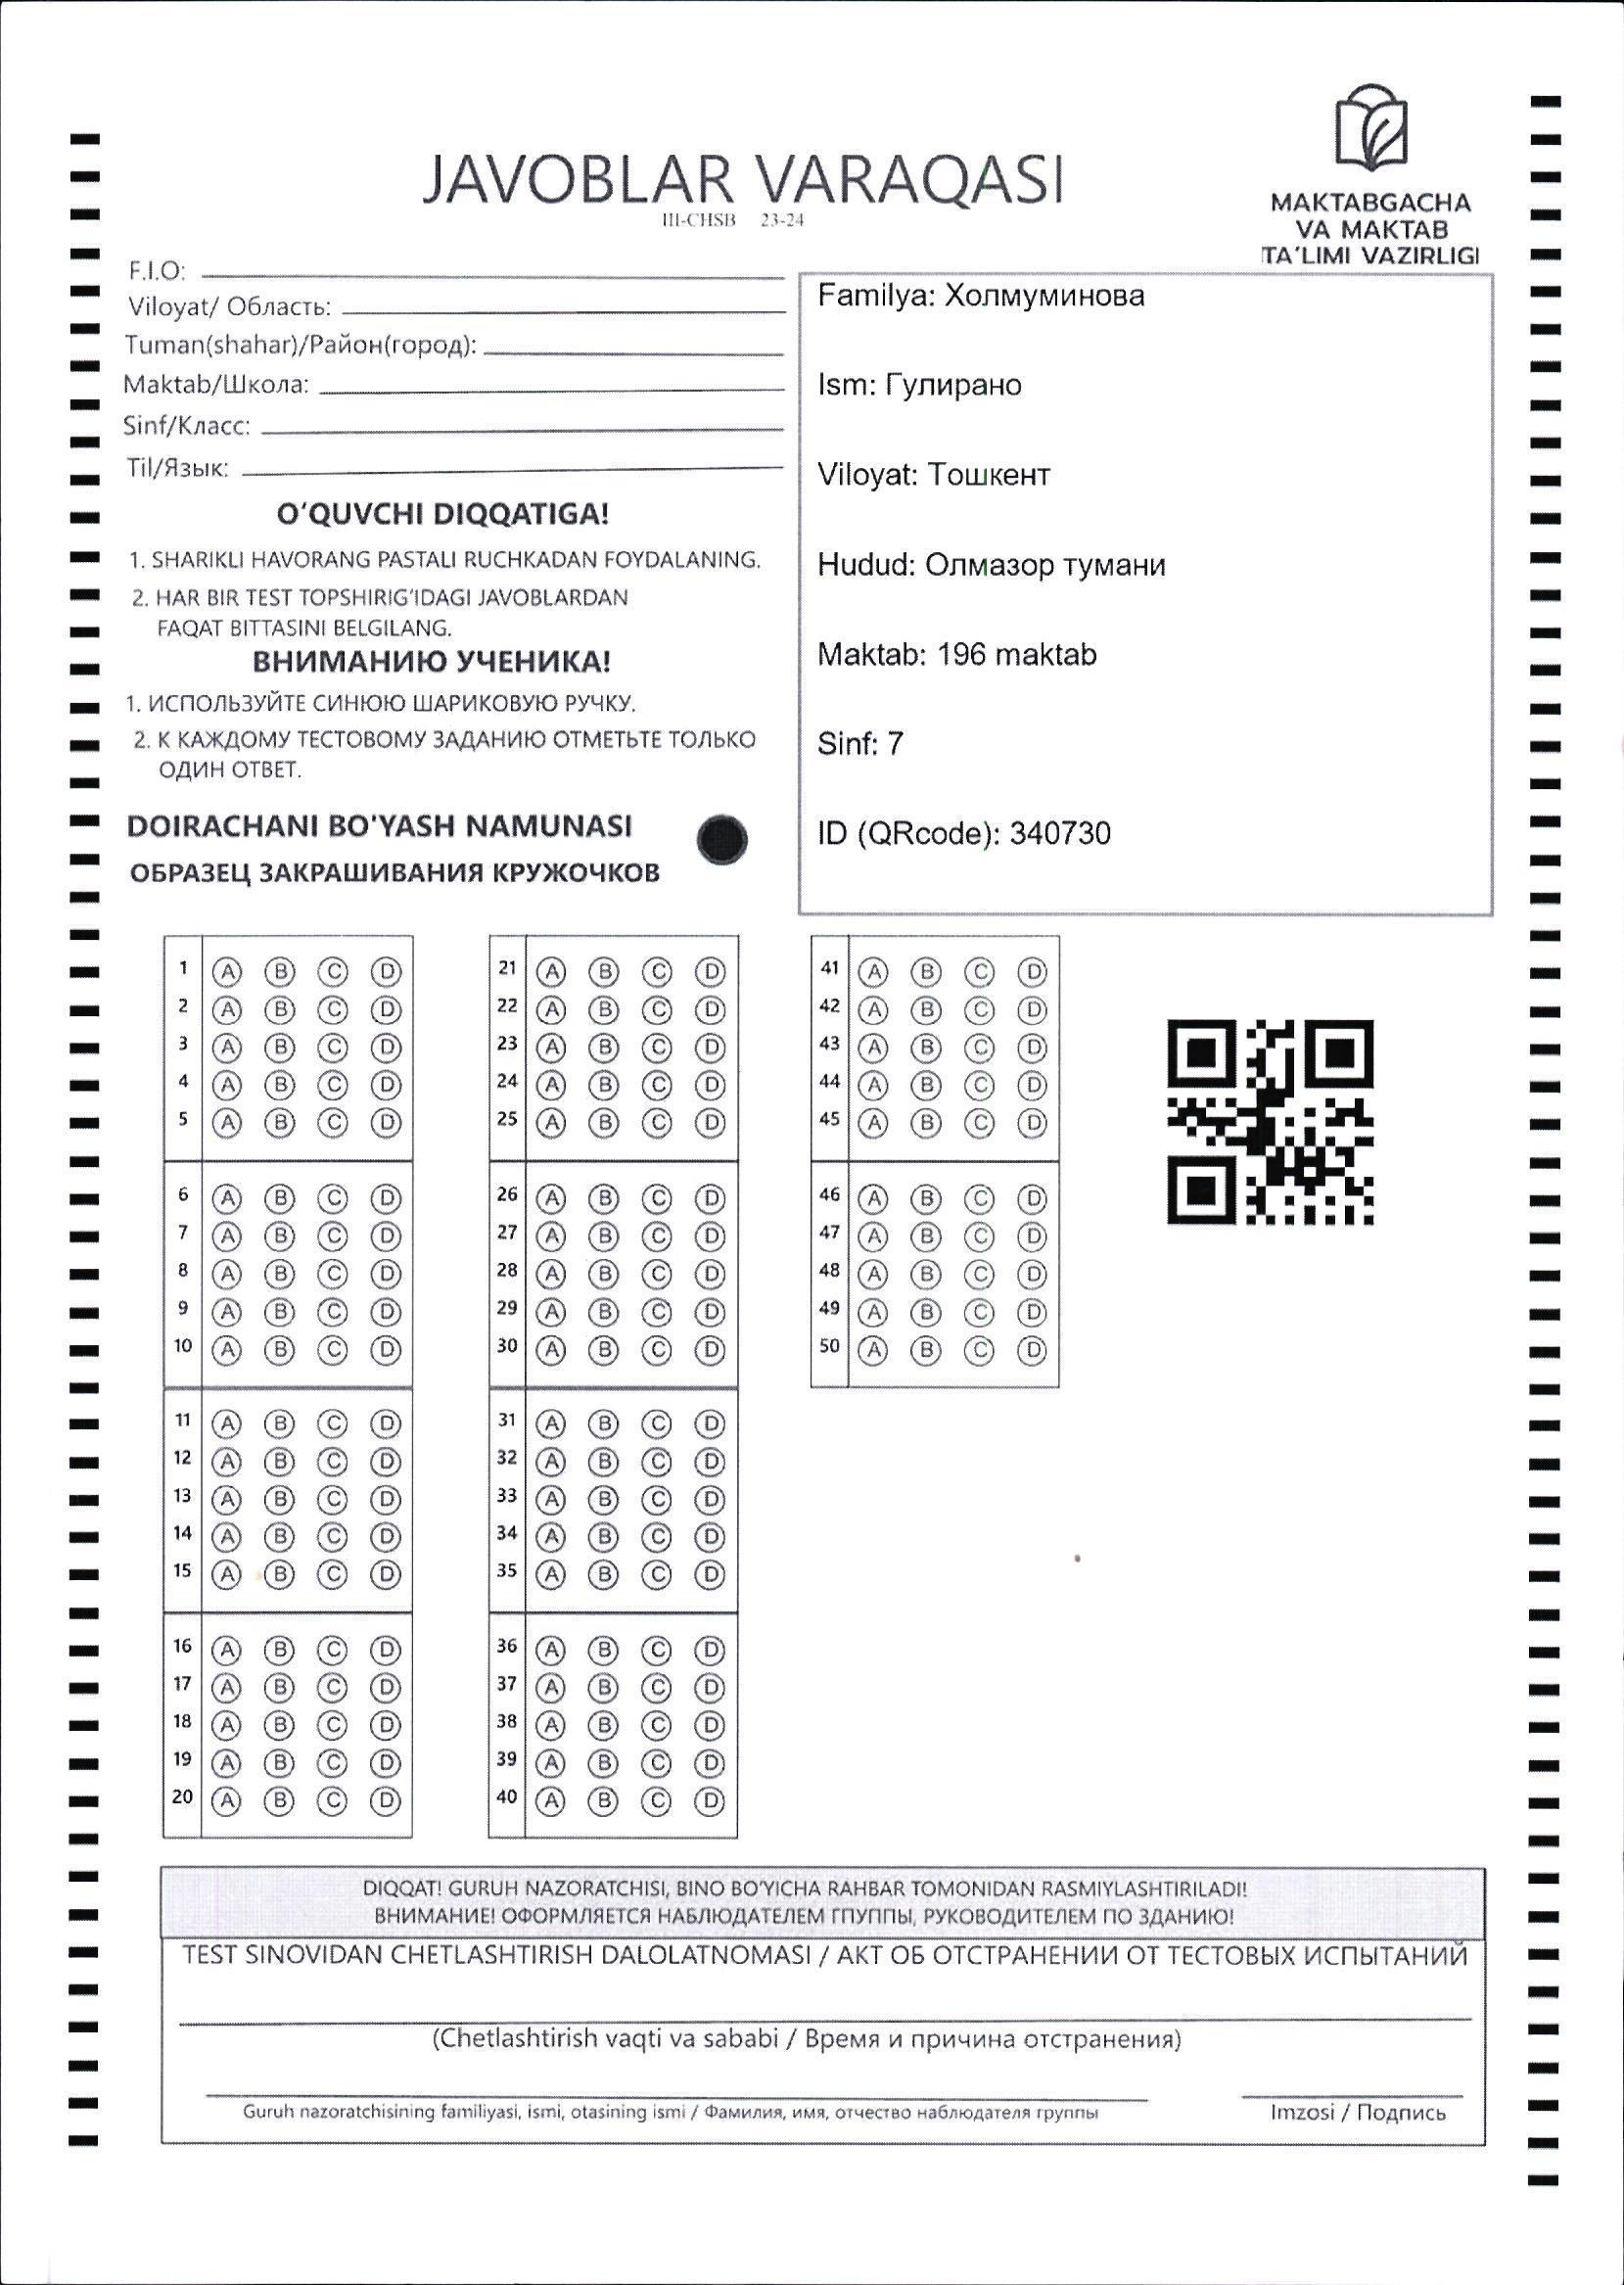 JAVOBLAR VARAQASI
III-CHSB 23-24
MAKTABGACHA
VA MAKTAB
TA'LIMI VAZIRLIGI
F.I.O:
Viloyat/ Область:
Tuman(shahar)/Район(город):
Maktab/Школа:
Sinf/Класс:
Til/Язык:
O'QUVCHI DIQQATIGA!
1. SHARIKLI HAVORANG PASTALI RUCHKADAN FOYDALANING.
2. HAR BIR TEST TOPSHIRIG'IDAGI JAVOBLARDAN
FAQAT BITTASINI BELGILANG.
ВНИМАНИЮ УЧЕНИКА!
1. ИСПОЛЬЗУЙТЕ СИНЮЮ ШАРИКОВУЮ РУЧКУ.
2. К КАЖДОМУ ТЕСТОВОМУ ЗАДАНИЮ ОТМЕТЬТЕ ТОЛЬКО
ОДИН ОТВЕТ.
DOIRACHANI BO'YASH NAMUNASI
ОБРАЗЕЦ ЗАКРАШИВАНИЯ КРУЖОЧКОВ
Familya: Холмуминова
Ism: Гулирано
Viloyat: Тошкент
Hudud: Олмазор тумани
Maktab: 196 maktab
Sinf: 7
ID (QRcode): 340730
1 A B C D
2 A B C D
3 A B C D
4 A B C D
5 A B C D
6 A B C D
7 A B C D
8 A B C D
9 A B C D
10 A B C D
11 A B C D
12 A B C D
13 A B C D
14 A B C D
15 A B C D
16 A B C D
17 A B C D
18 A B C D
19 A B C D
20 A B C D
21 A B C D
22 A B C D
23 A B C D
24 A B C D
25 A B C D
26 A B C D
27 A B C D
28 A B C D
29 A B C D
30 A B C D
31 A B C D
32 A B C D
33 A B C D
34 A B C D
35 A B C D
36 A B C D
37 A B C D
38 A B C D
39 A B C D
40 A B C D
41 A B C D
42 A B C D
43 A B C D
44 A B C D
45 A B C D
46 A B C D
47 A B C D
48 A B C D
49 A B C D
50 A B C D
DIQQAT! GURUH NAZORATCHISI, BINO BO'YICHA RAHBAR TOMONIDAN RASMIYLASHTIRILADI!
ВНИМАНИЕ! ОФОРМЛЯЕТСЯ НАБЛЮДАТЕЛЕМ ГПУППЫ, РУКОВОДИТЕЛЕМ ПО ЗДАНИЮ!
TEST SINOVIDAN CHETLASHTIRISH DALOLATNOMASI / АКТ ОБ ОТСТРАНЕНИИ ОТ ТЕСТОВЫХ ИСПЫТАНИЙ
(Chetlashtirish vaqti va sababi / Время и причина отстранения)
Guruh nazoratchisining familiyasi, ismi, otasining ismi / Фамилия, имя, отчество наблюдателя группы
Imzosi / Подпись